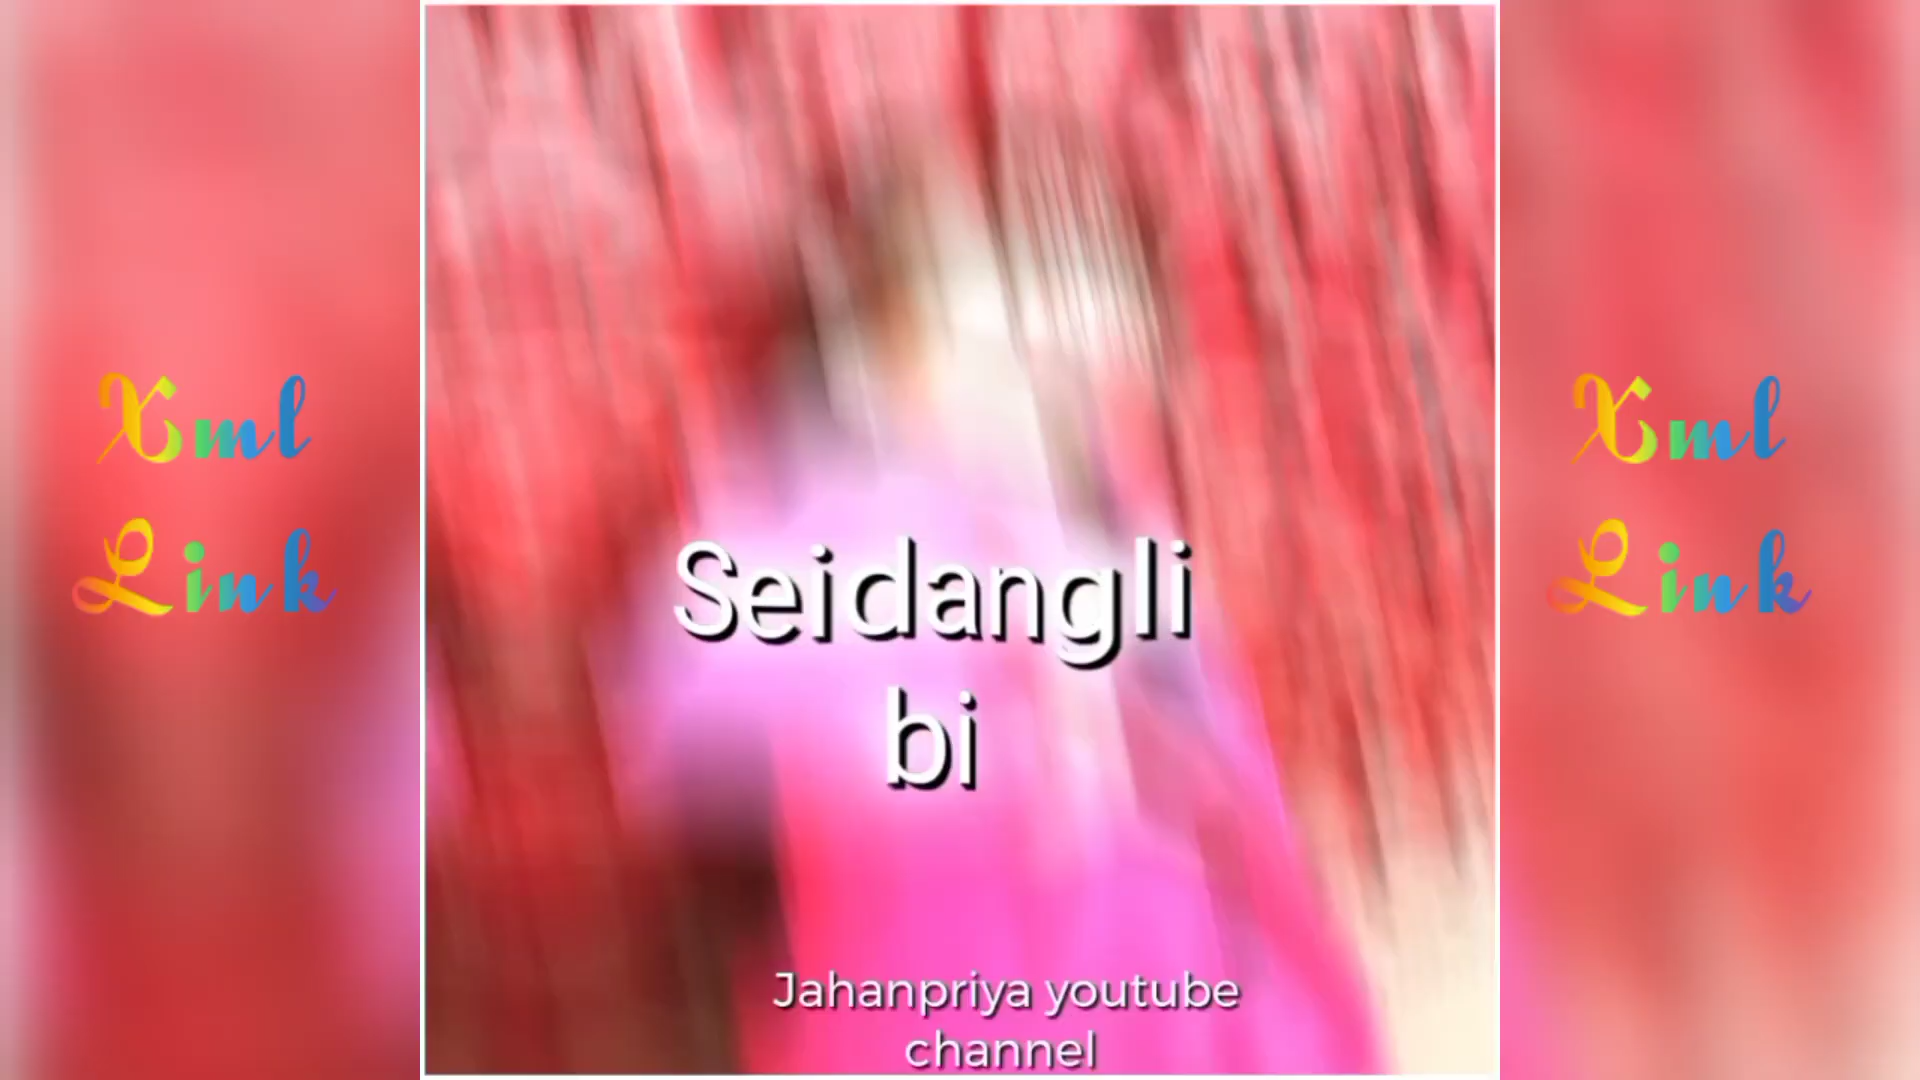 Xml
Link
Seidangli
bi
Jahanpriya youtube
channel
Xml
Link